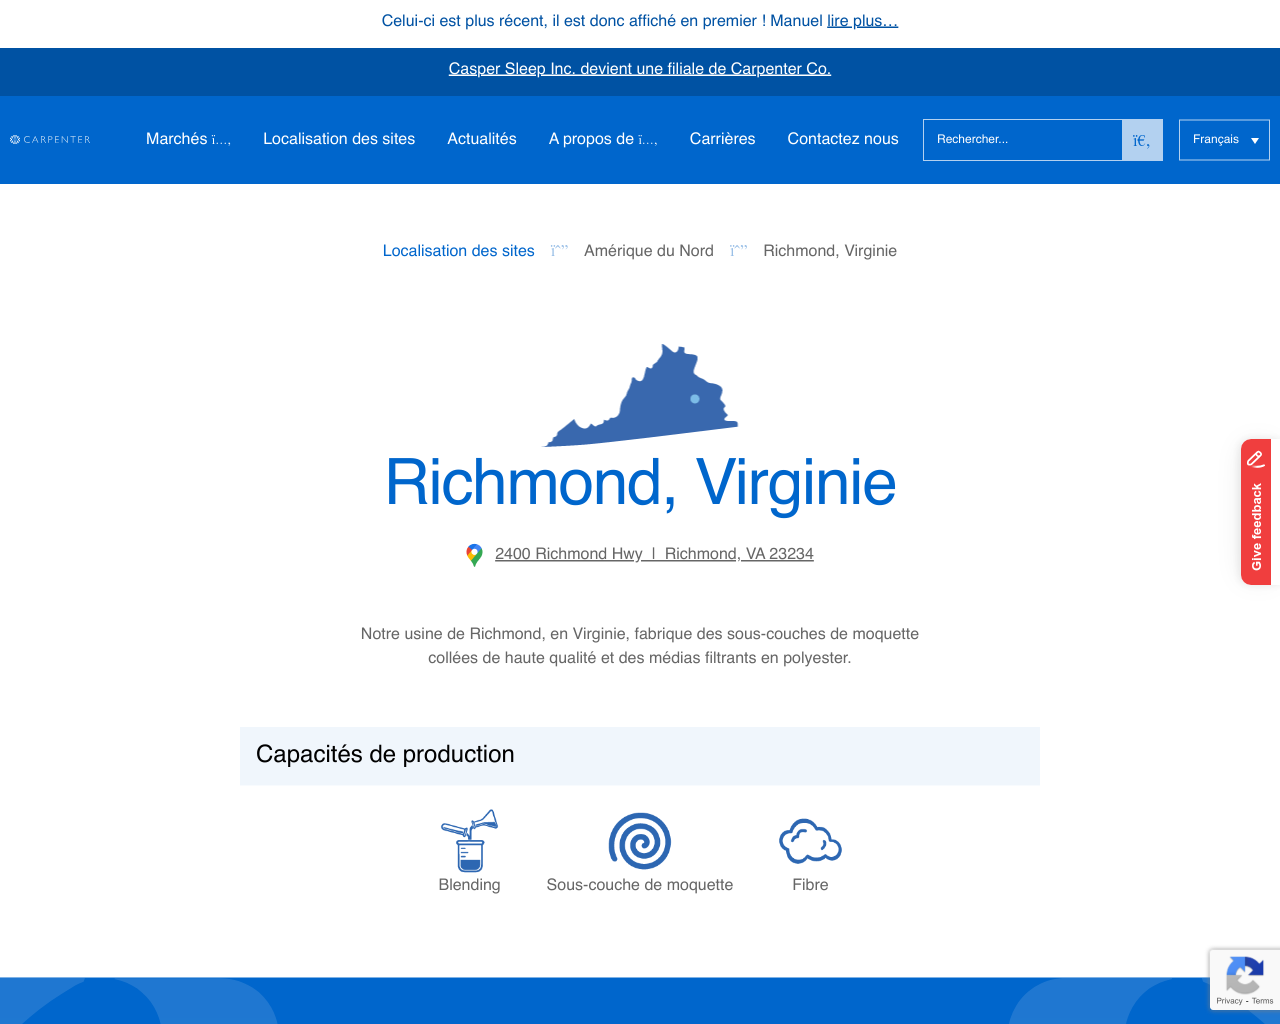 Celui-ci est plus récent, il est donc affiché en premier ! Manuel lire plus...
Casper Sleep Inc. devient une filiale de Carpenter Co.
CARPENTER
Marchés ï…‚
Localisation des sites
Actualités
A propos de ï…‚
Carrières
Contactez nous
Rechercher...
ï€‚
Français
Localisation des sites ïˆ” Amérique du Nord ïˆ” Richmond, Virginie
Richmond, Virginie
2400 Richmond Hwy | Richmond, VA 23234
Give feedback
Notre usine de Richmond, en Virginie, fabrique des sous-couches de moquette
collées de haute qualité et des médias filtrants en polyester.
Capacités de production
Blending
Sous-couche de moquette
Fibre
Privacy - Terms